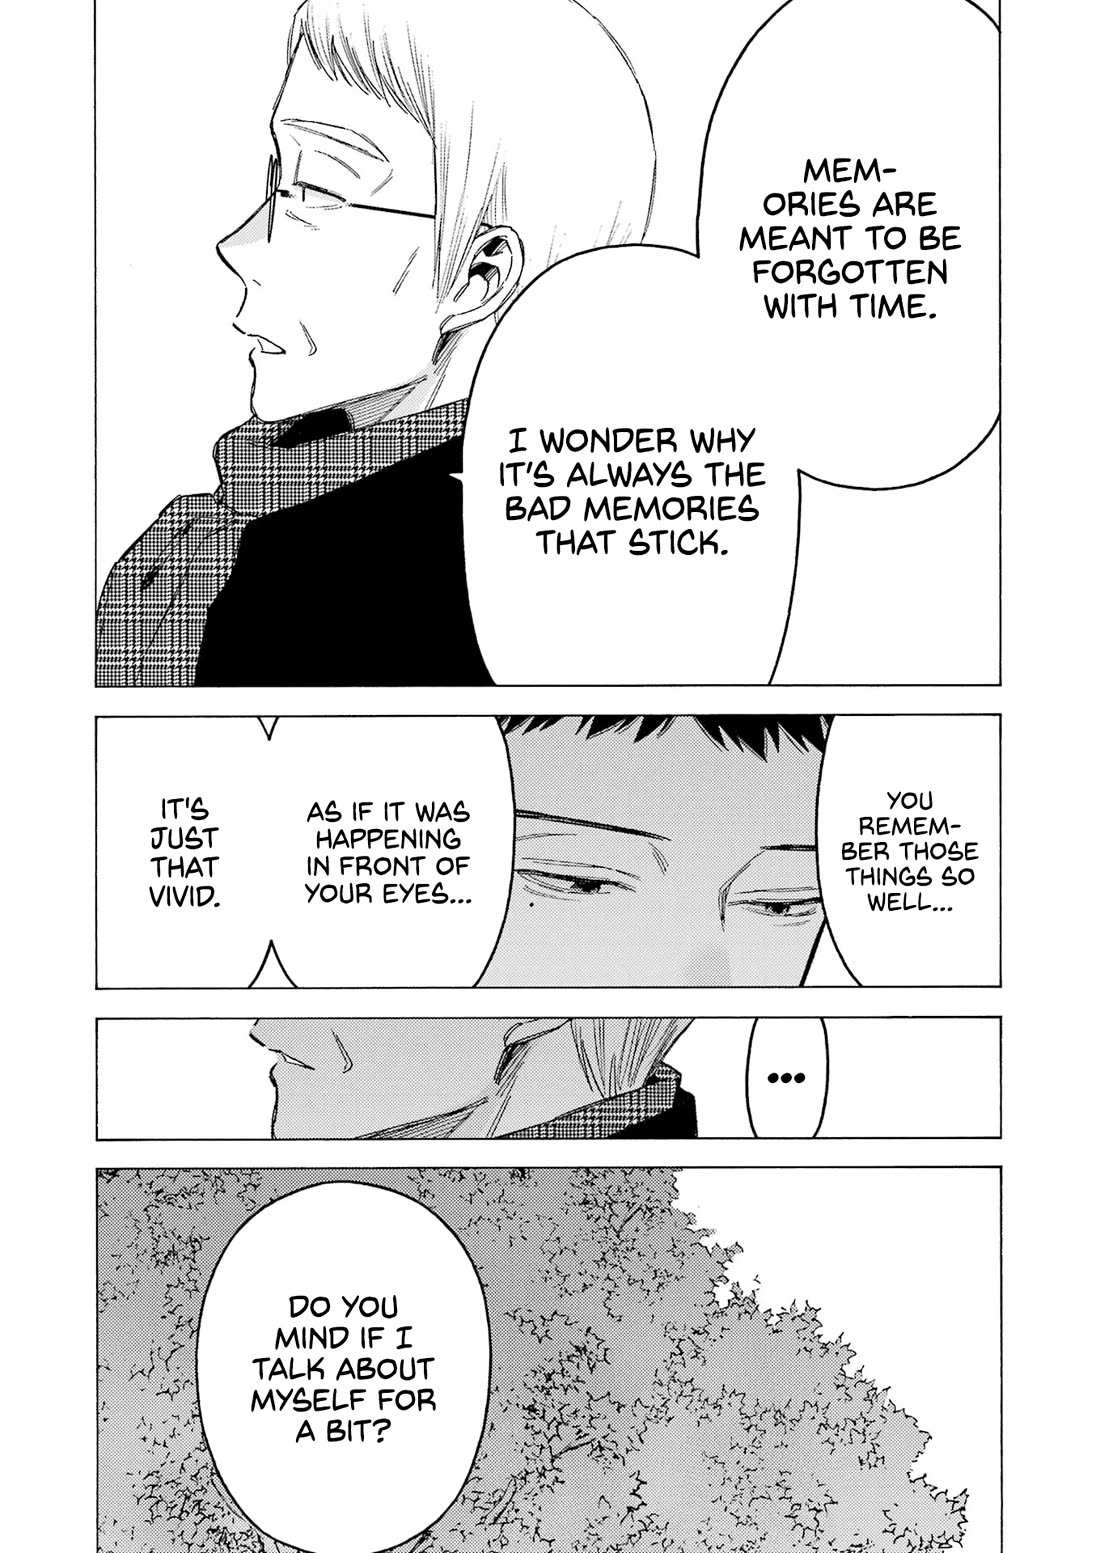 MEM-
ORIES ARE
MEANT TO BE
FORGOTTEN
WITH TIME.
I WONDER WHY
IT'S ALWAYS THE
BAD MEMORIES
THAT STICK.
YOU
REMEM-
BER THOSE
THINGS SO
WELL...
AS IF IT WAS
HAPPENING
IN FRONT OF
YOUR EYES...
IT'S
JUST
THAT
VIVID.
...
DO YOU
MIND IF I
TALK ABOUT
MYSELF FOR
A BIT?